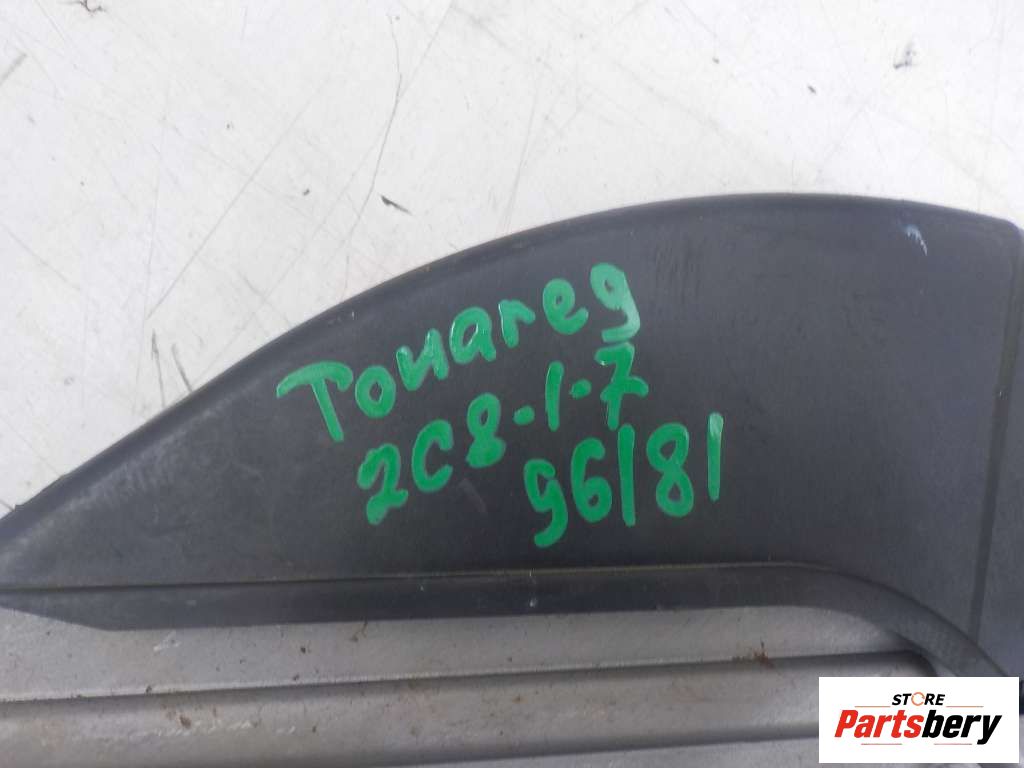 Touareg
2C8-1-7
96181
STORE
Partsbery